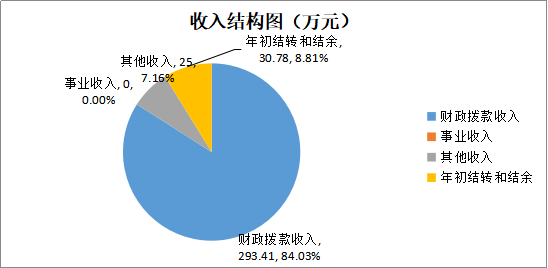 收入结构图（万元）
年初结转和结余,
30.78, 8.81%
其他收入, 25,
7.16%
事业收入, 0,
0.00%
财政拨款收入,
293.41, 84.03%
财政拨款收入
事业收入
其他收入
年初结转和结余